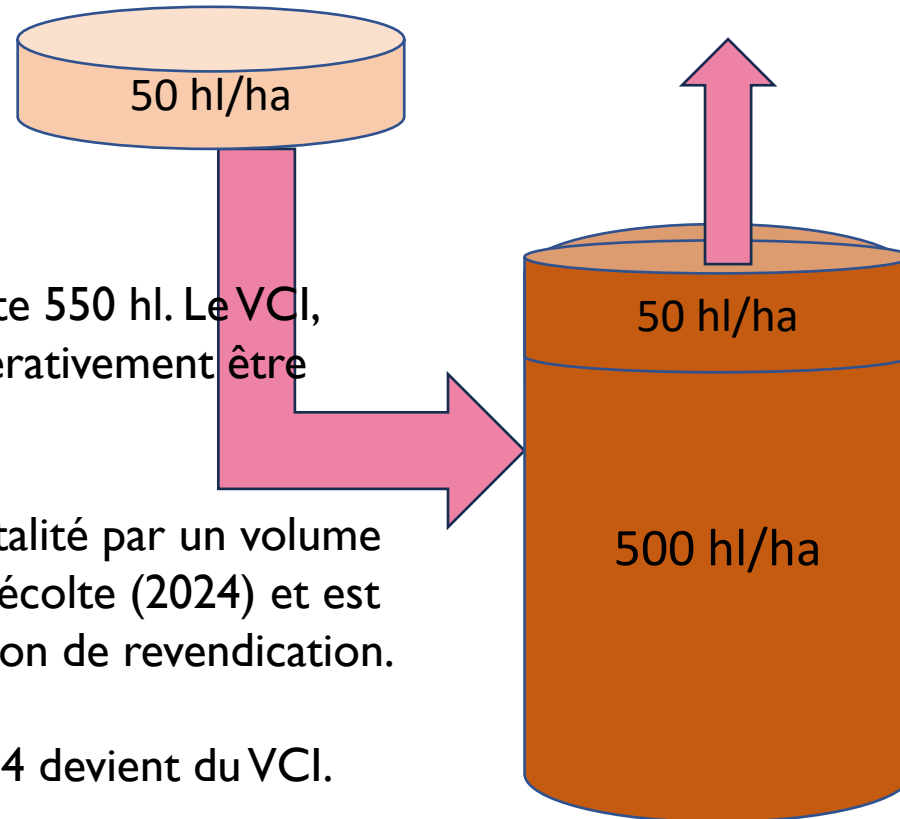 50 hl/ha
te 550 hl. Le VCI,
érativement être
50 hl/ha
talité par un volume
écolte (2024) et est
on de revendication.
500 hl/ha
4 devient du VCI.